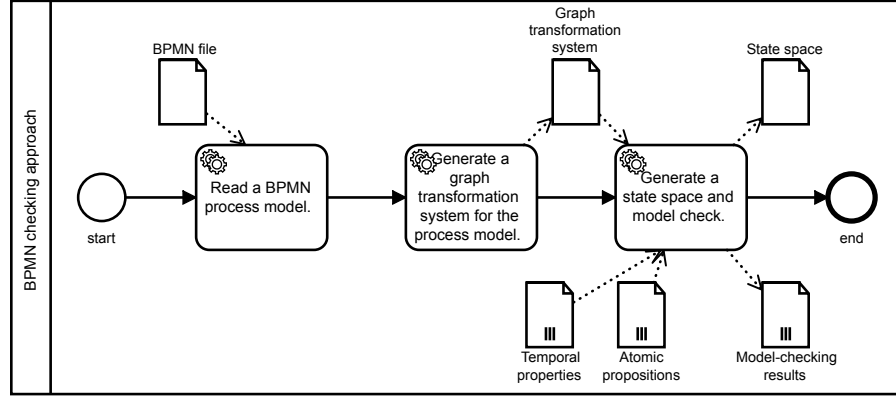 BPMN checking approach
BPMN file
Graph
transformation
system
State space
start
Read a BPMN
process model.
Generate a
graph
transformation
system for the
process model.
Generate a
state space and
model check.
end
Temporal
properties
Atomic
propositions
Model-checking
results